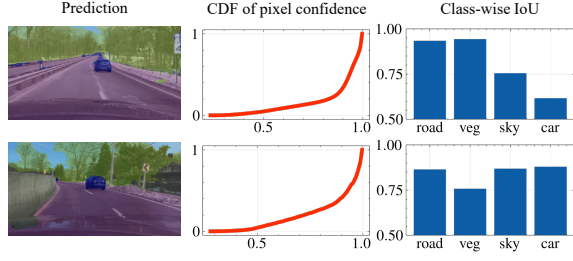 Prediction
CDF of pixel confidence
Class-wise IoU
1
0
0.5
1.0
1.00
0.75
0.50
road veg sky car
1
0
0.5
1.0
1.00
0.75
0.50
road veg sky car